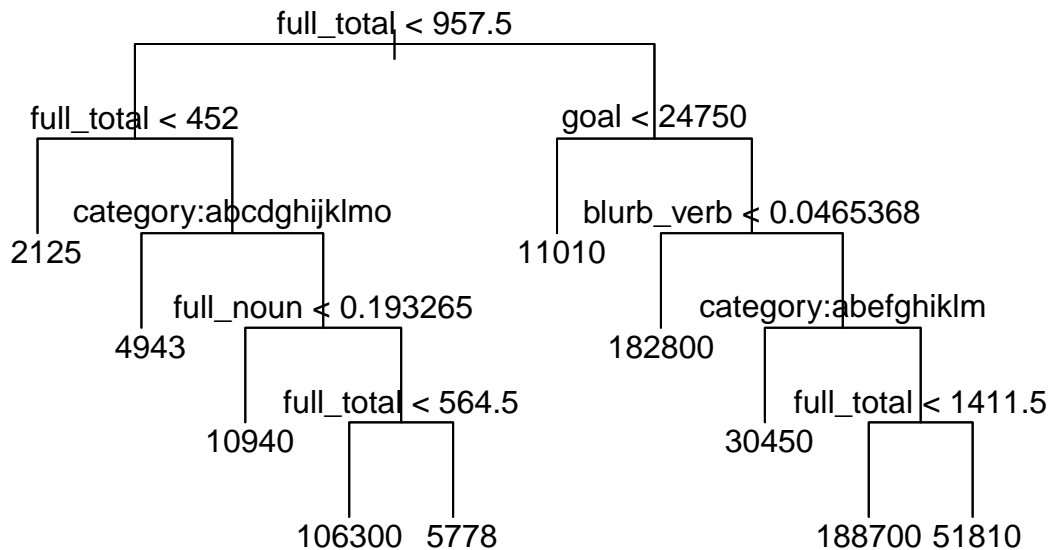 full_total < 957.5
full_total < 452
goal < 24750
2125
category:abcdghijklmo
11010
blurb_verb < 0.0465368
4943
full_noun < 0.193265
182800
category:abefghiklm
10940
full_total < 564.5
30450
full_total < 1411.5
106300
5778
188700
51810